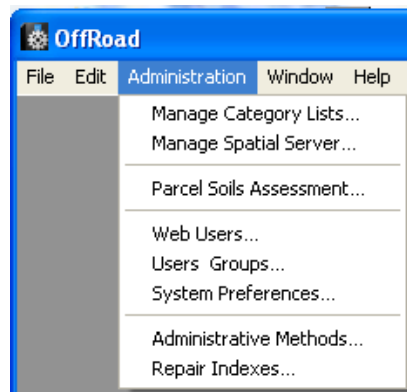 OffRoad
File Edit Administration Window Help
Manage Category Lists...
Manage Spatial Server...
Parcel Soils Assessment...
Web Users...
Users Groups...
System Preferences...
Administrative Methods...
Repair Indexes...